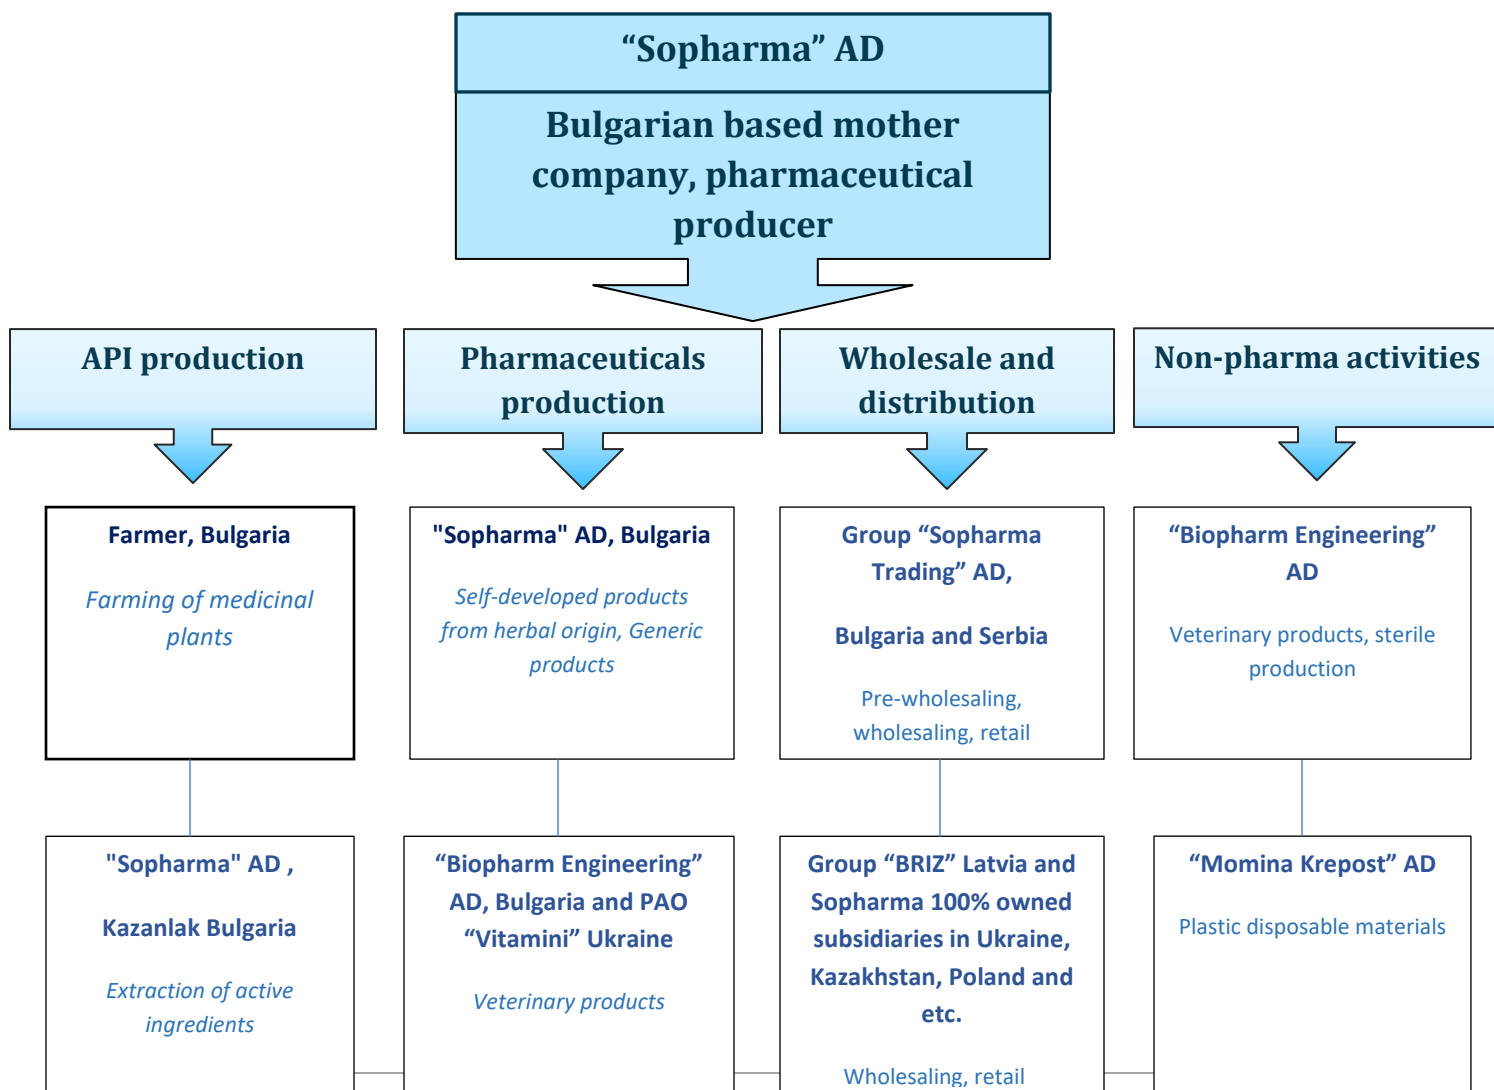 “Sopharma” AD
Bulgarian based mother
company, pharmaceutical
producer
API production
Pharmaceuticals
production
Wholesale and
distribution
Non-pharma activities
Farmer, Bulgaria
Farming of medicinal
plants
"Sopharma" AD, Bulgaria
Self-developed products
from herbal origin, Generic
products
Group “Sopharma
Trading” AD,
Bulgaria and Serbia
Pre-wholesaling,
wholesaling, retail
“Biopharm Engineering”
AD
Veterinary products, sterile
production
"Sopharma" AD ,
Kazanlak Bulgaria
Extraction of active
ingredients
“Biopharm Engineering”
AD, Bulgaria and PAO
“Vitamini” Ukraine
Veterinary products
Group “BRIZ” Latvia and
Sopharma 100% owned
subsidiaries in Ukraine,
Kazakhstan, Poland and
etc.
Wholesaling, retail
“Momina Krepost” AD
Plastic disposable materials